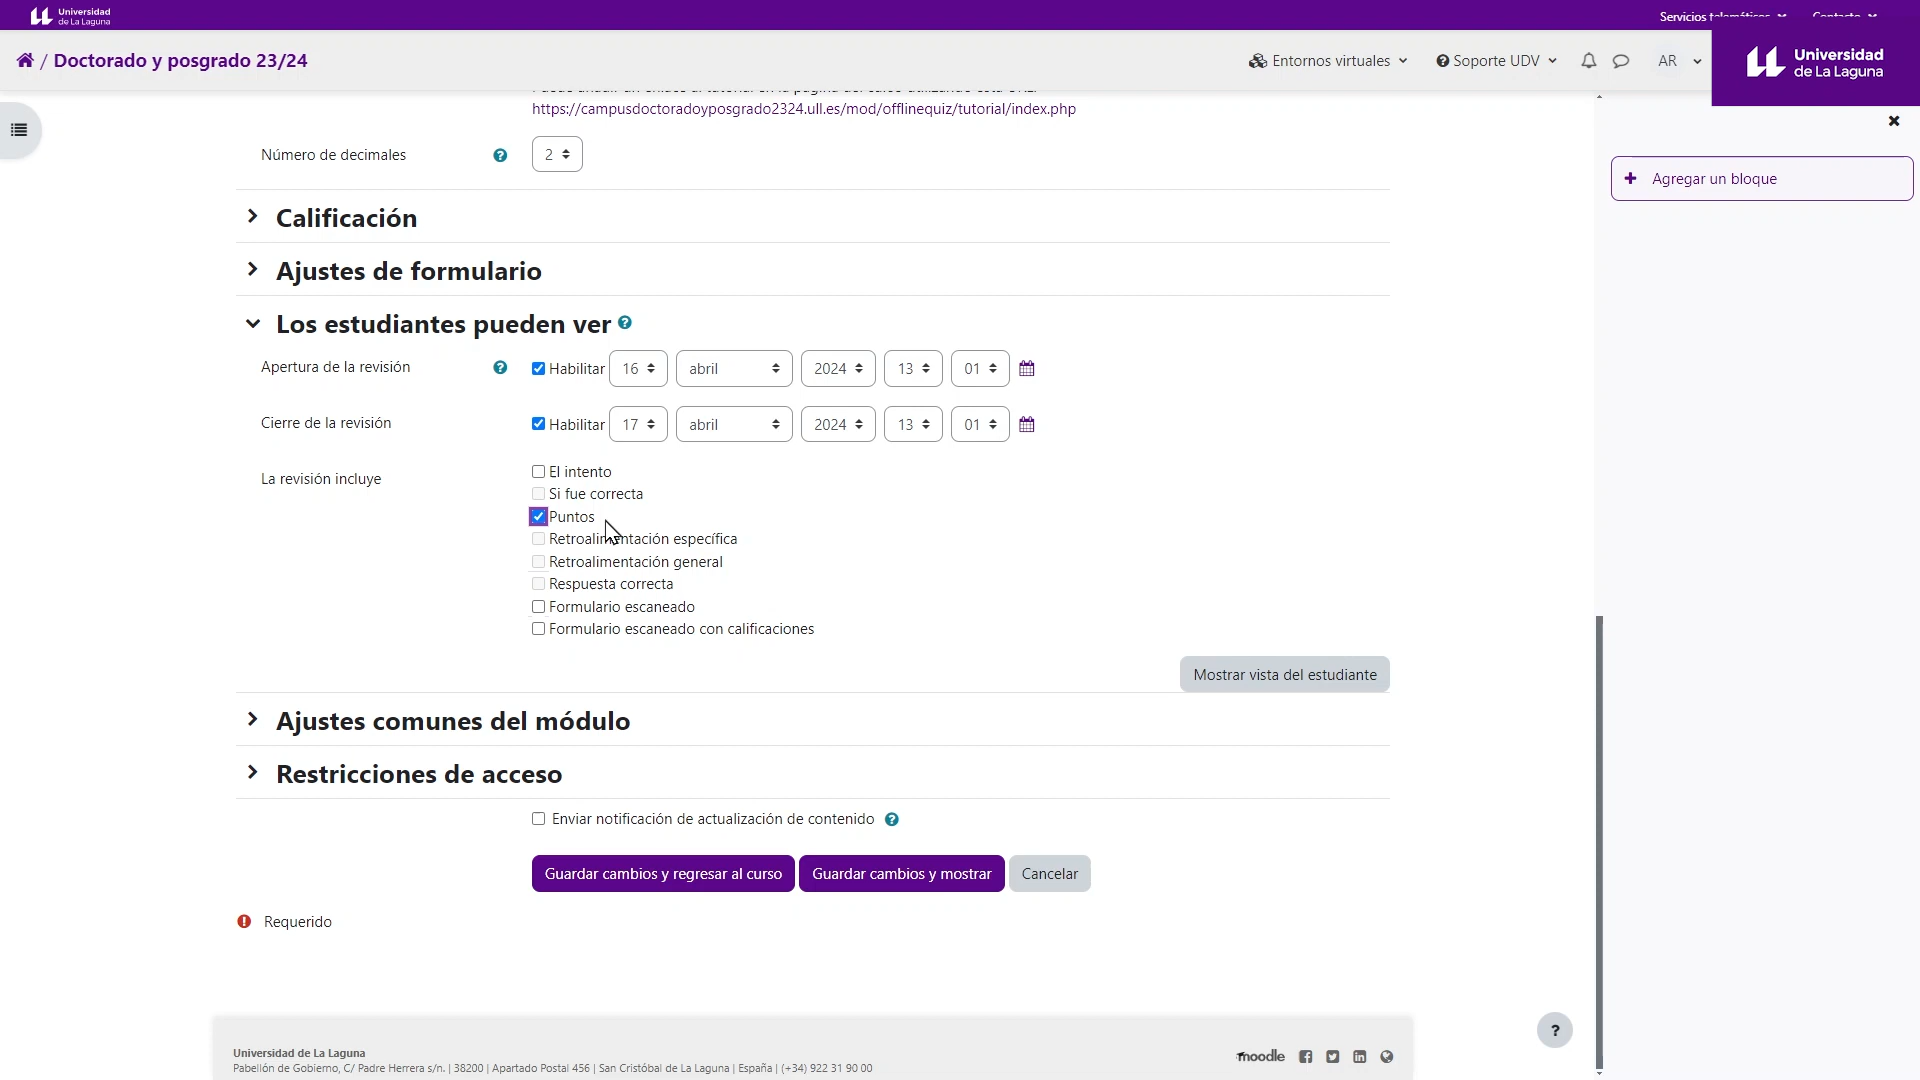 Universidad
de La Laguna
Servicios telemáticos
Contacto
/ Doctorado y posgrado 23/24
Entornos virtuales
Soporte UDV
AR
Universidad
de La Laguna
https://campusdoctoradoyposgrado2324.ull.es/mod/offlinequiz/tutorial/index.php
Número de decimales
2
Agregar un bloque
Calificación
Ajustes de formulario
Los estudiantes pueden ver
Apertura de la revisión
Habilitar 16 abril 2024 13 01
Cierre de la revisión
Habilitar 17 abril 2024 13 01
La revisión incluye
El intento
Si fue correcta
Puntos
Retroalimentación específica
Retroalimentación general
Respuesta correcta
Formulario escaneado
Formulario escaneado con calificaciones
Mostrar vista del estudiante
Ajustes comunes del módulo
Restricciones de acceso
Enviar notificación de actualización de contenido
Guardar cambios y regresar al curso
Guardar cambios y mostrar
Cancelar
Requerido
?
Universidad de La Laguna
Pabellón de Gobierno, C/ Padre Herrera s/n. | 38200 | Apartado Postal 456 | San Cristóbal de La Laguna | España | (+34) 922 31 90 00
moodle